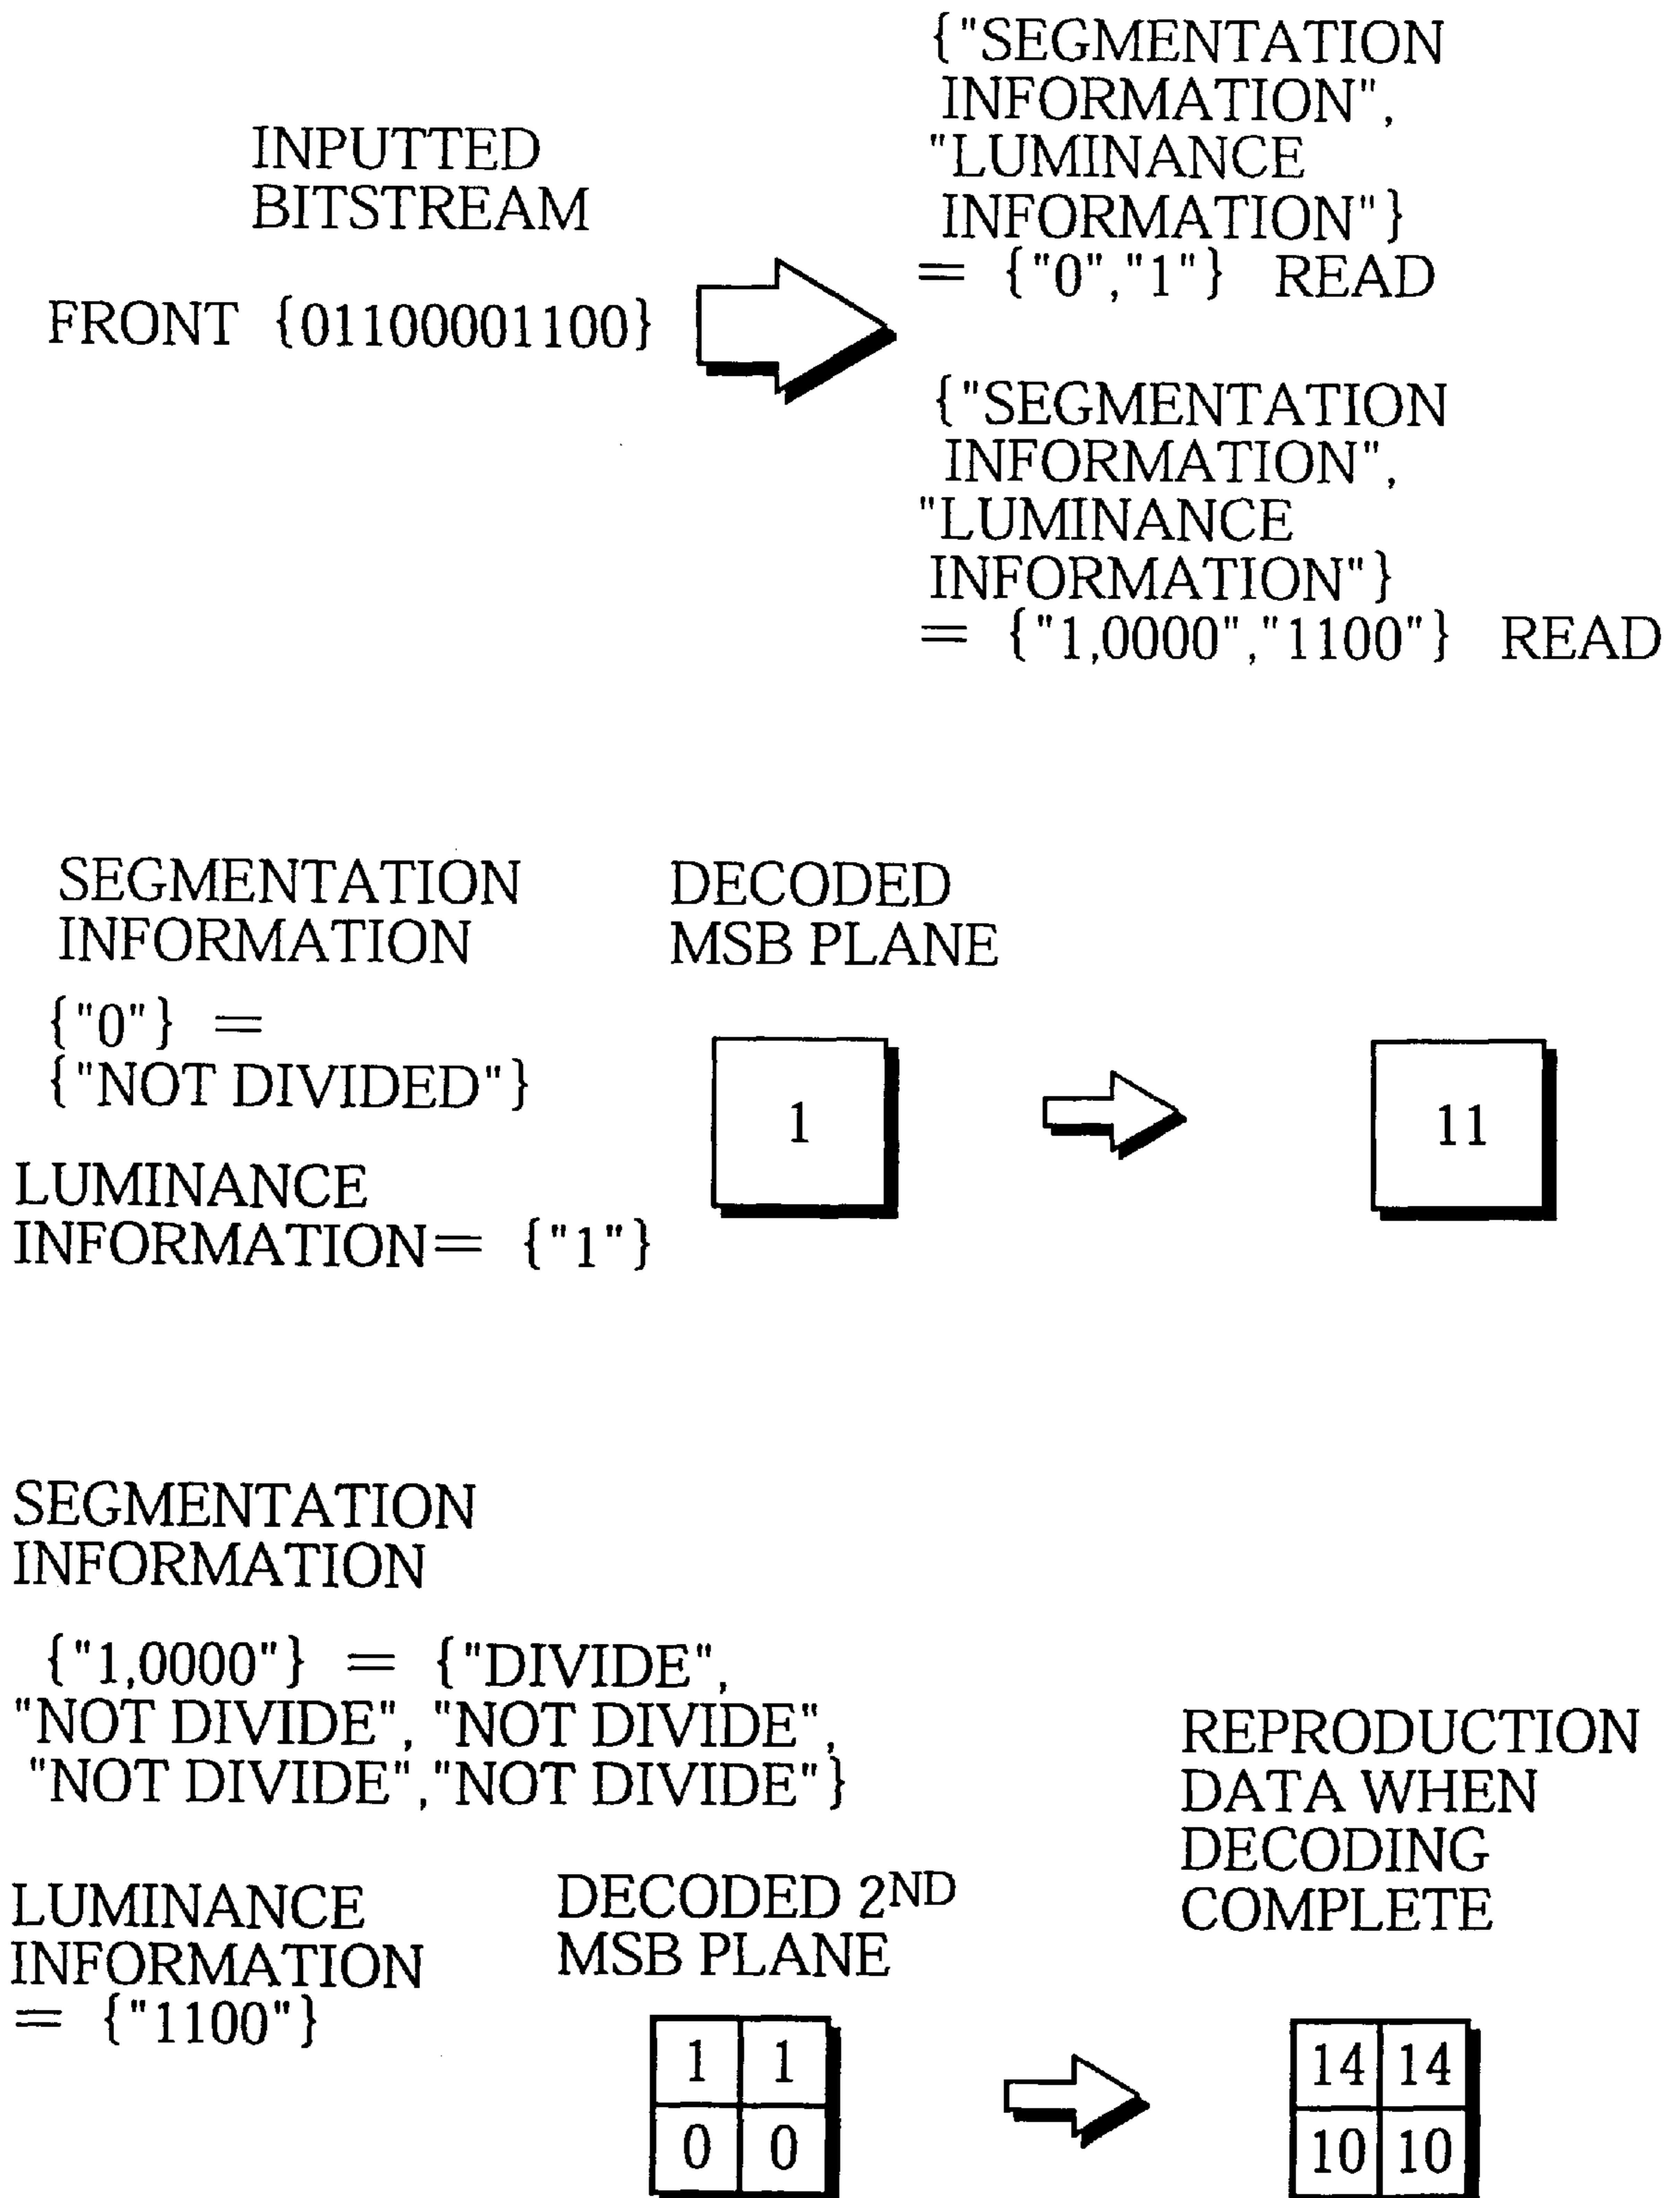 INPUTTED
BITSTREAM
FRONT {01100001100}
{"SEGMENTATION
INFORMATION",
"LUMINANCE
INFORMATION"}
= {"0","1"} READ
{"SEGMENTATION
INFORMATION",
"LUMINANCE
INFORMATION"}
= {"1,0000","1100"} READ
SEGMENTATION
INFORMATION
{"0"} =
{"NOT DIVIDED"}
LUMINANCE
INFORMATION= {"1"}
DECODED
MSB PLANE
1
11
SEGMENTATION
INFORMATION
{"1,0000"} = {"DIVIDE",
"NOT DIVIDE", "NOT DIVIDE",
"NOT DIVIDE","NOT DIVIDE"}
LUMINANCE
INFORMATION
= {"1100"}
DECODED 2ND
MSB PLANE
1 1
0 0
REPRODUCTION
DATA WHEN
DECODING
COMPLETE
14 14
10 10